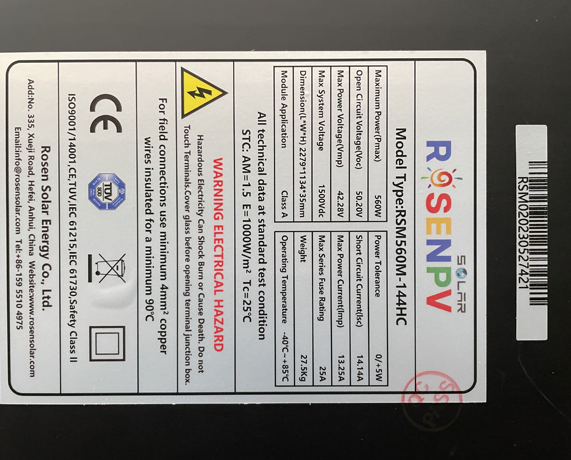 ROSENPV
SOLAR
Model Type:RSM560M-144HC
Maximum Power(Pmax) 560W Power Tolerance 0/+5W
Open Circuit Voltage(Voc) 50.20V Short Circuit Current(Isc) 14.14A
Max Power Voltage(Vmp) 42.28V Max Power Current(Imp) 13.25A
Max System Voltage 1500Vdc Max Series Fuse Rating 25A
Dimension(L*W*H) 2279*1134*35mm Weight 27.5Kg
Module Application Class A Operating Temperature -40℃~+85℃
All technical data at standard test condition
STC: AM=1.5 E=1000W/m² Tc=25℃
WARNING ELECTRICAL HAZARD
Hazardous Electricity Can Shock Burn or Cause Death. Do not
Touch Terminals.Cover glass before opening terminal junction box.
For field connections use minimum 4mm² copper
wires insulated for a minimum 90℃
CE
TUV
ISO9001/14001,CE,TUV,IEC 61215,IEC 61730,Safety Class II
Rosen Solar Energy Co., Ltd.
Add:No. 335, Xueji Road, Hefei, Anhui, China Website:www.rosensolar.com
Email:info@rosensolar.com Tel:+86-159 5510 4975
RSM020230527421
QC
PASS